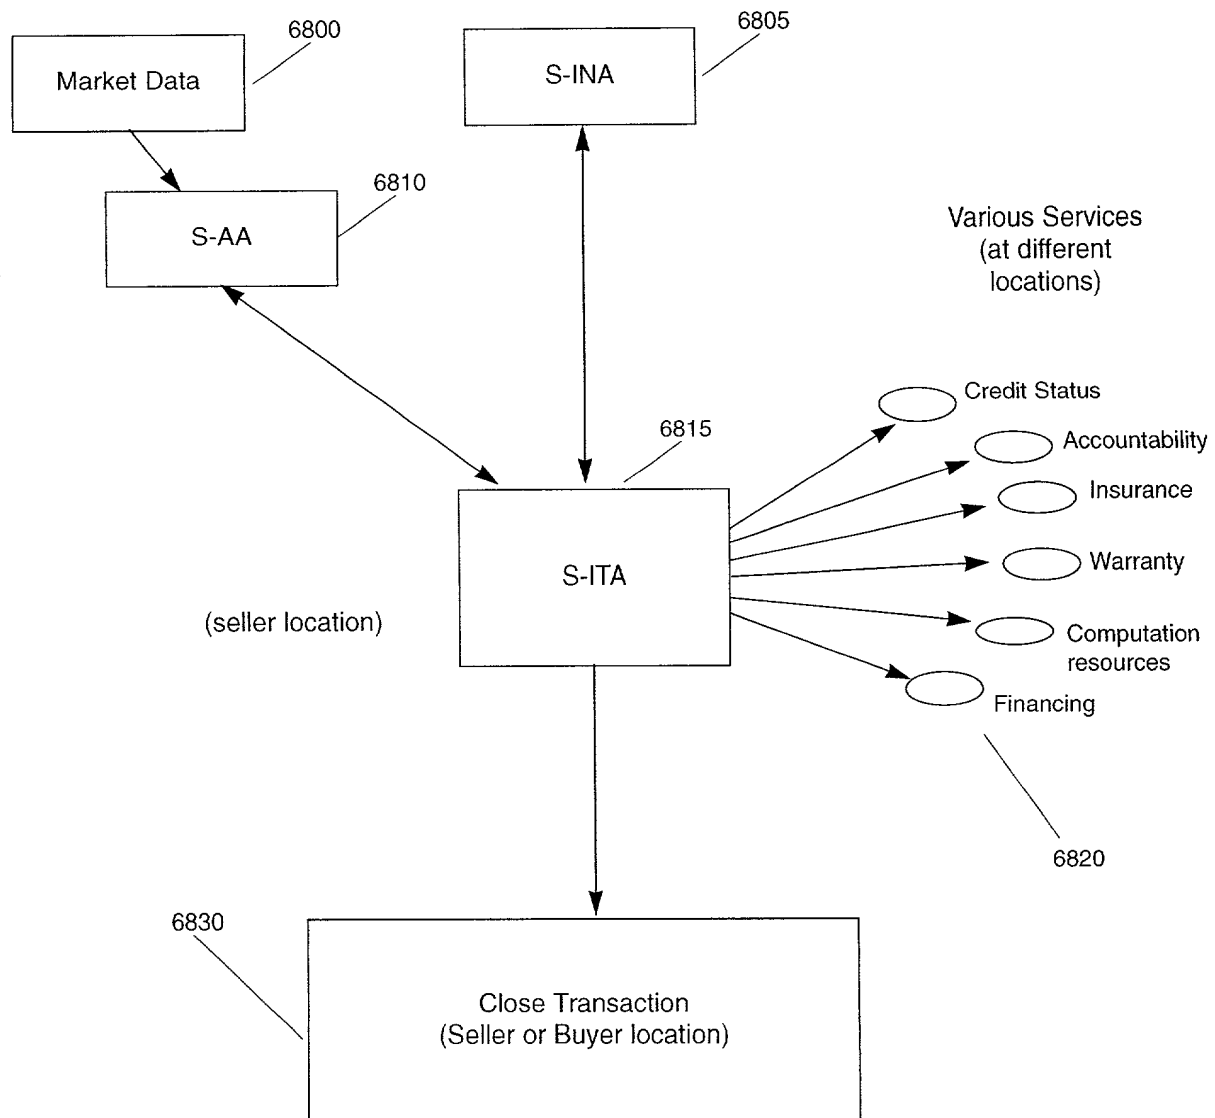 6800
6805
Market Data
S-INA
6810
S-AA
Various Services
(at different
locations)
Credit Status
6815
Accountability
Insurance
S-ITA
Warranty
(seller location)
Computation
resources
Financing
6820
6830
Close Transaction
(Seller or Buyer location)